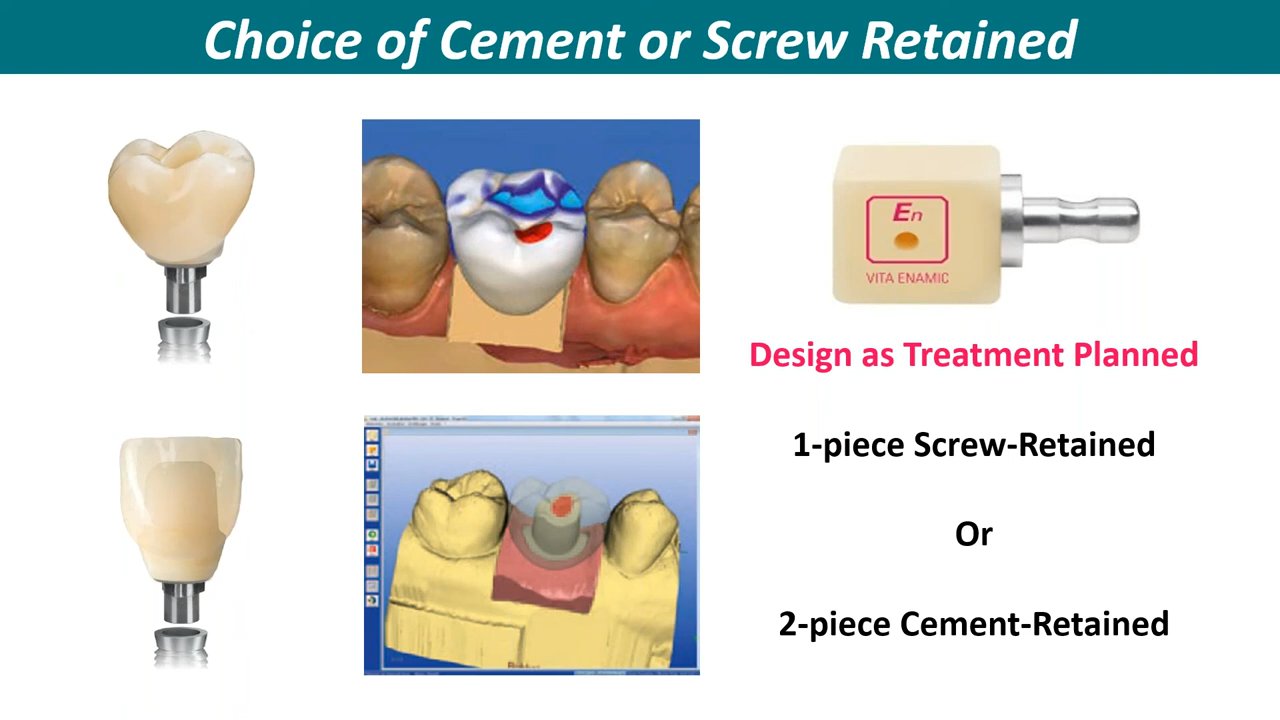 Choice of Cement or Screw Retained
En
VITA ENAMIC
Design as Treatment Planned
1-piece Screw-Retained
Or
2-piece Cement-Retained